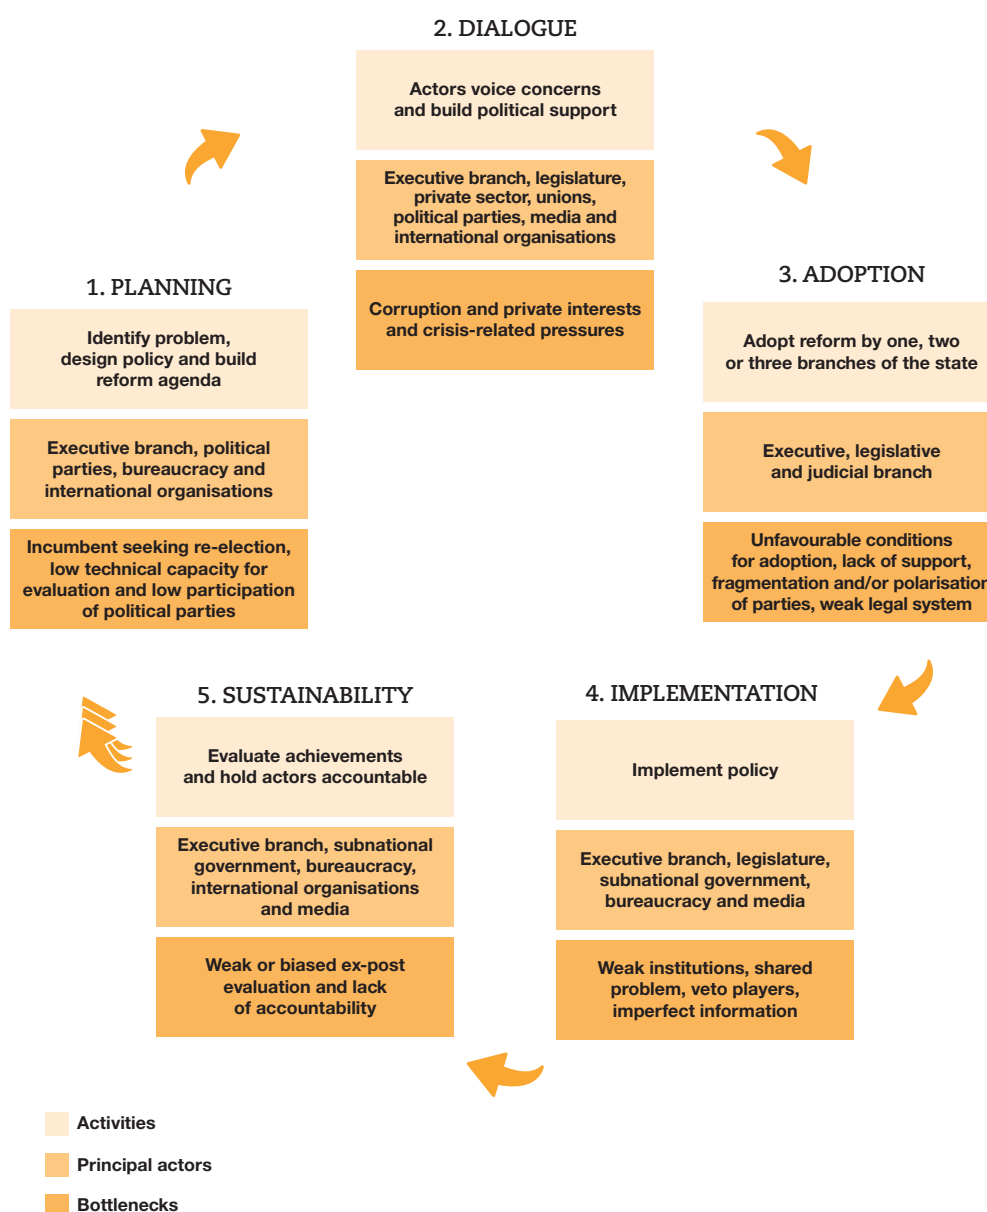 2. DIALOGUE
Actors voice concerns
and build political support
Executive branch, legislature,
private sector, unions,
political parties, media and
international organisations
Corruption and private interests
and crisis-related pressures
1. PLANNING
Identify problem,
design policy and build
reform agenda
Executive branch, political
parties, bureaucracy and
international organisations
Incumbent seeking re-election,
low technical capacity for
evaluation and low participation
of political parties
3. ADOPTION
Adopt reform by one, two
or three branches of the state
Executive, legislative
and judicial branch
Unfavourable conditions
for adoption, lack of support,
fragmentation and/or polarisation
of parties, weak legal system
5. SUSTAINABILITY
Evaluate achievements
and hold actors accountable
Executive branch, subnational
government, bureaucracy,
international organisations
and media
Weak or biased ex-post
evaluation and lack
of accountability
4. IMPLEMENTATION
Implement policy
Executive branch, legislature,
subnational government,
bureaucracy and media
Weak institutions, shared
problem, veto players,
imperfect information
Activities
Principal actors
Bottlenecks